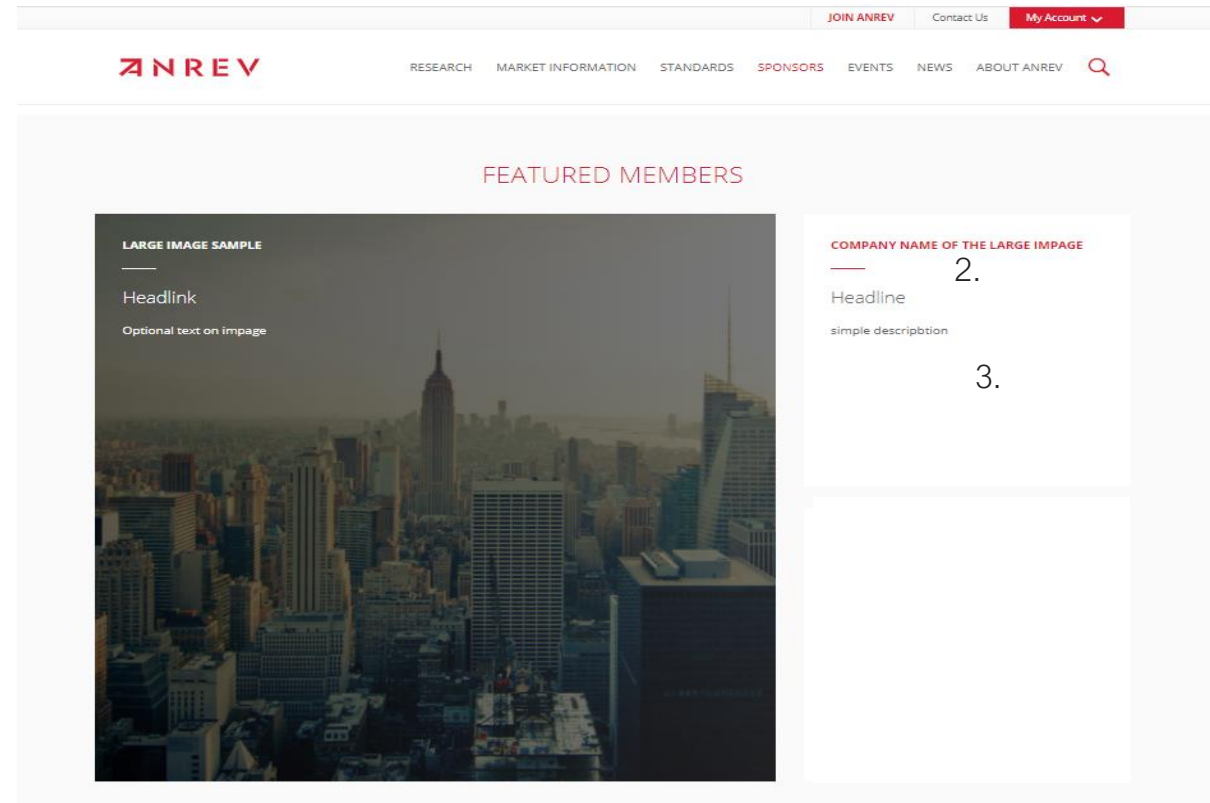 JOIN ANREV Contact Us My Account
ANREV
RESEARCH MARKET INFORMATION STANDARDS SPONSORS EVENTS NEWS ABOUT ANREV
FEATURED MEMBERS
LARGE IMAGE SAMPLE
Headlink
Optional text on impage
COMPANY NAME OF THE LARGE IMPAGE
2.
Headline
simple descripbtion
3.